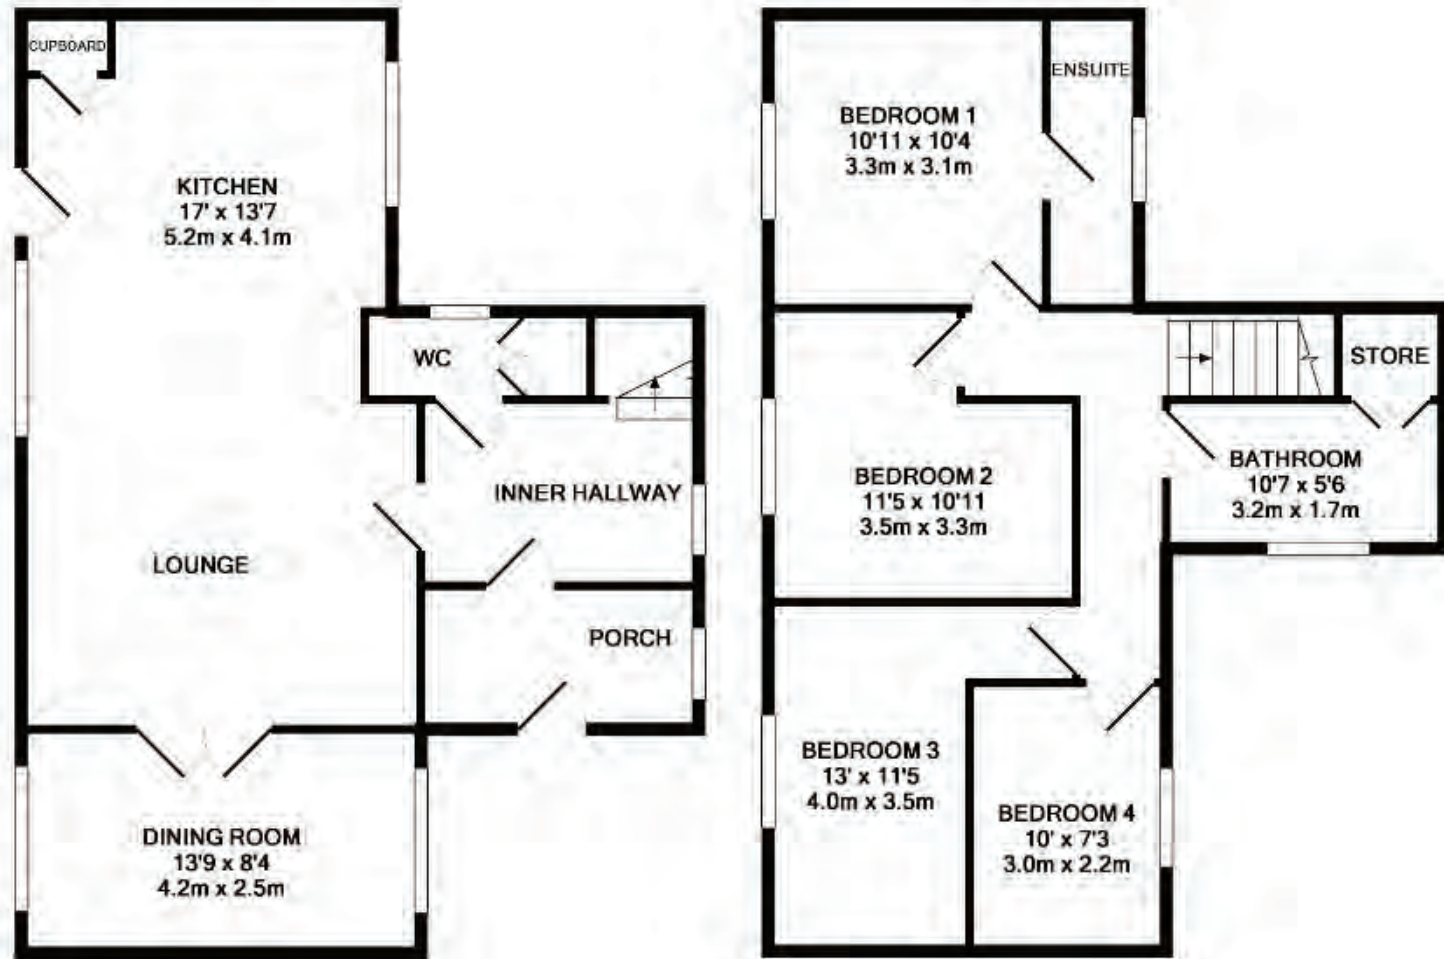 CUPBOARD
KITCHEN
17' x 13'7
5.2m x 4.1m
WC
INNER HALLWAY
LOUNGE
PORCH
DINING ROOM
13'9 x 8'4
4.2m x 2.5m
ENSUITE
BEDROOM 1
10'11 x 10'4
3.3m x 3.1m
STORE
BEDROOM 2
11'5 x 10'11
3.5m x 3.3m
BATHROOM
10'7 x 5'6
3.2m x 1.7m
BEDROOM 3
13' x 11'5
4.0m x 3.5m
BEDROOM 4
10' x 7'3
3.0m x 2.2m